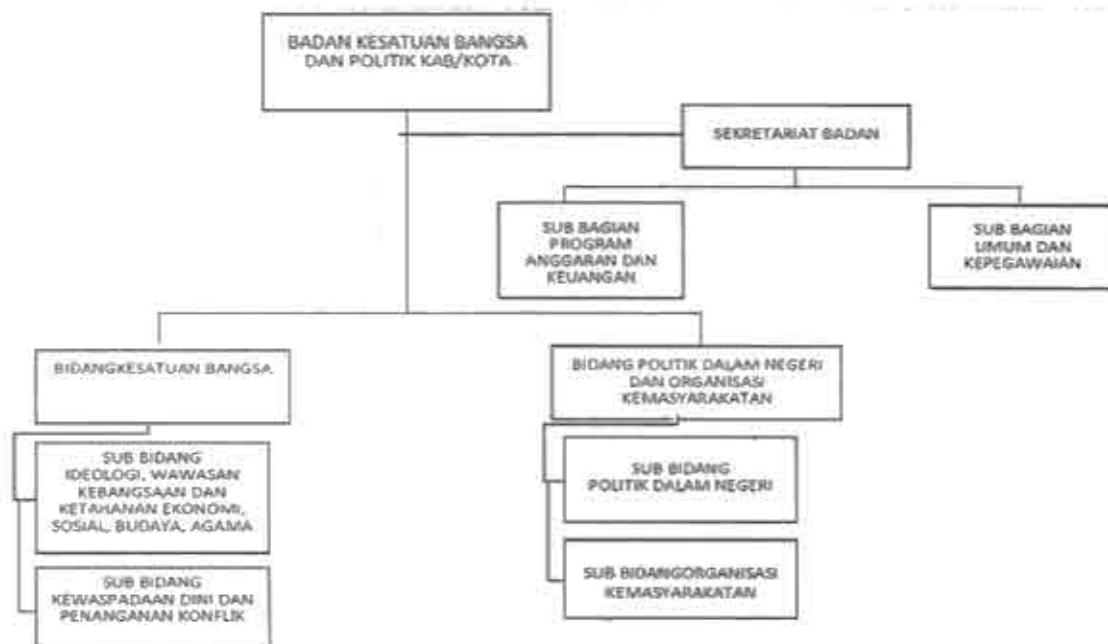 BADAN KESATUAN BANGSA
DAN POLITIK KAB/KOTA
SEKRETARIAT BADAN
SUB BAGIAN
PROGRAM
ANGGARAN DAN
KEUANGAN
SUB BAGIAN
UMUM DAN
KEPEGAWAIAN
BIDANGKESATUAN BANGSA
BIDANG POLITIK DALAM NEGERI
DAN ORGANISASI
KEMASYARAKATAN
SUB BIDANG
IDEOLOGI, WAWASAN
KEBANGSAAN DAN
KETAHANAN EKONOMI,
SOSIAL, BUDAYA, AGAMA
SUB BIDANG
POLITIK DALAM NEGERI
SUB BIDANG
KEWASPADAAN DINI DAN
PENANGANAN KONFLIK
SUB BIDANGORGANISASI
KEMASYARAKATAN